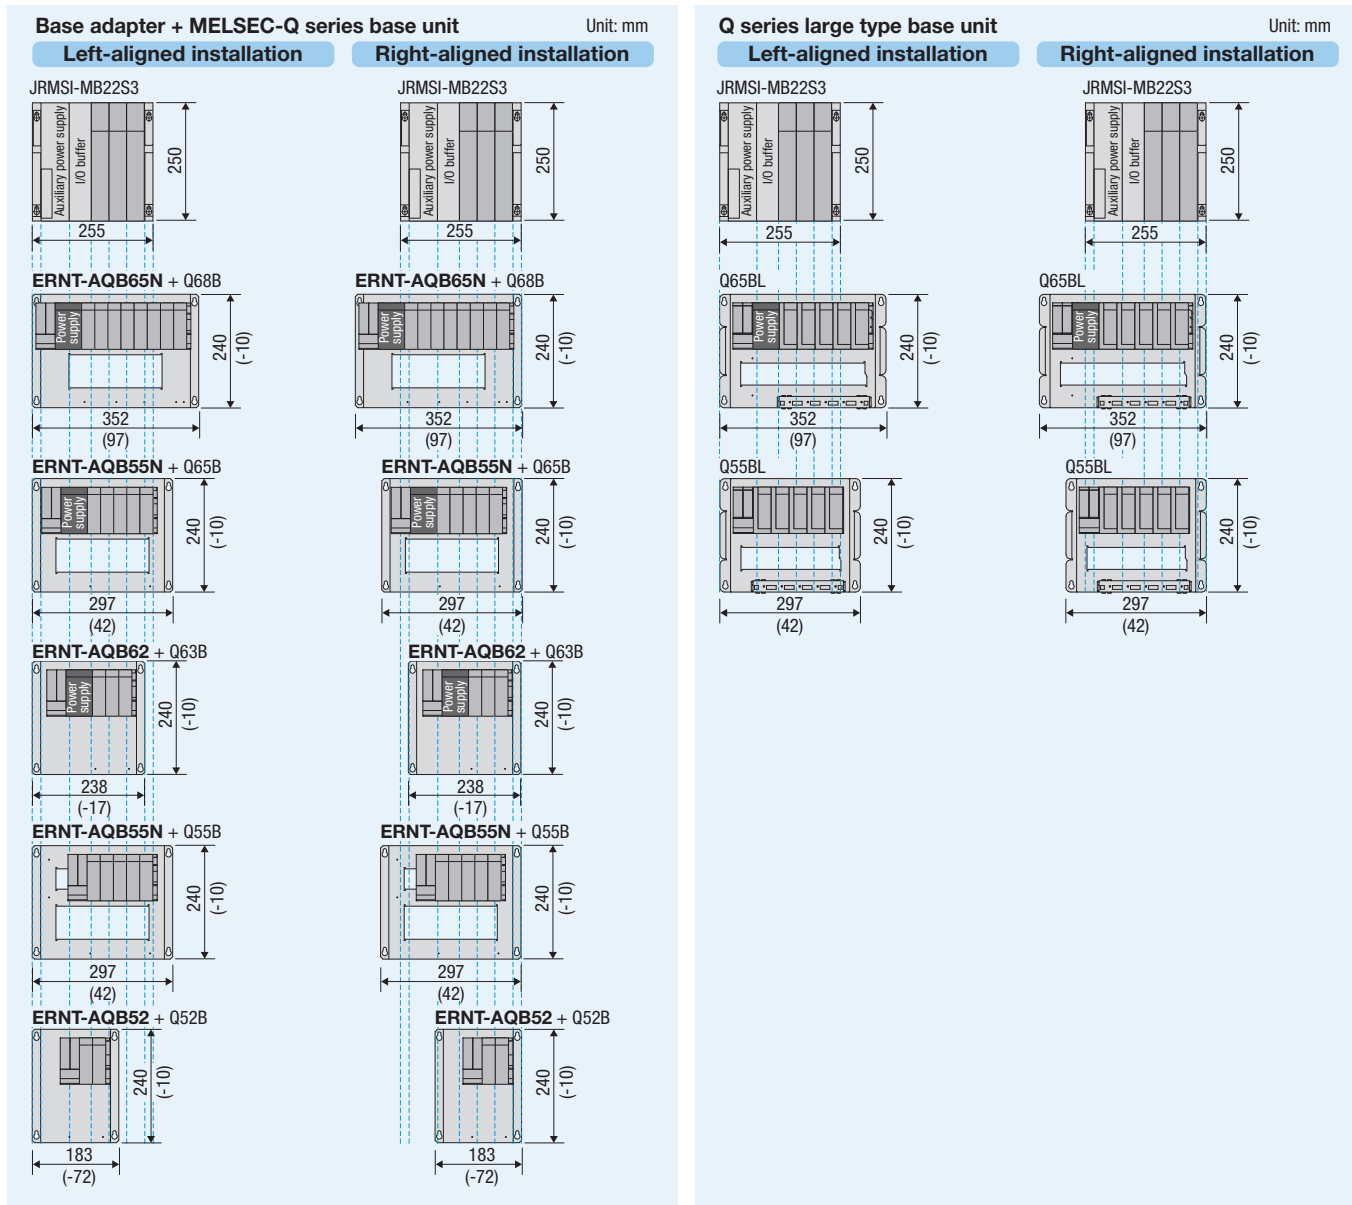 Base adapter + MELSEC-Q series base unit
Unit: mm
Left-aligned installation
Right-aligned installation
JRMSI-MB22S3
JRMSI-MB22S3
Auxiliary power supply
I/O buffer
250
255
Auxiliary power supply
I/O buffer
250
255
ERNT-AQB65N + Q68B
ERNT-AQB65N + Q68B
Power supply
240
(-10)
352
(97)
Power supply
240
(-10)
352
(97)
ERNT-AQB55N + Q65B
ERNT-AQB55N + Q65B
Power supply
240
(-10)
297
(42)
Power supply
240
(-10)
297
(42)
ERNT-AQB62 + Q63B
ERNT-AQB62 + Q63B
Power supply
240
(-10)
238
(-17)
Power supply
240
(-10)
238
(-17)
ERNT-AQB55N + Q55B
ERNT-AQB55N + Q55B
240
(-10)
297
(42)
240
(-10)
297
(42)
ERNT-AQB52 + Q52B
ERNT-AQB52 + Q52B
240
(-10)
183
(-72)
240
(-10)
183
(-72)
Q series large type base unit
Unit: mm
Left-aligned installation
Right-aligned installation
JRMSI-MB22S3
JRMSI-MB22S3
Auxiliary power supply
I/O buffer
250
255
Auxiliary power supply
I/O buffer
250
255
Q65BL
Q65BL
Power supply
240
(-10)
352
(97)
Power supply
240
(-10)
352
(97)
Q55BL
Q55BL
240
(-10)
297
(42)
240
(-10)
297
(42)